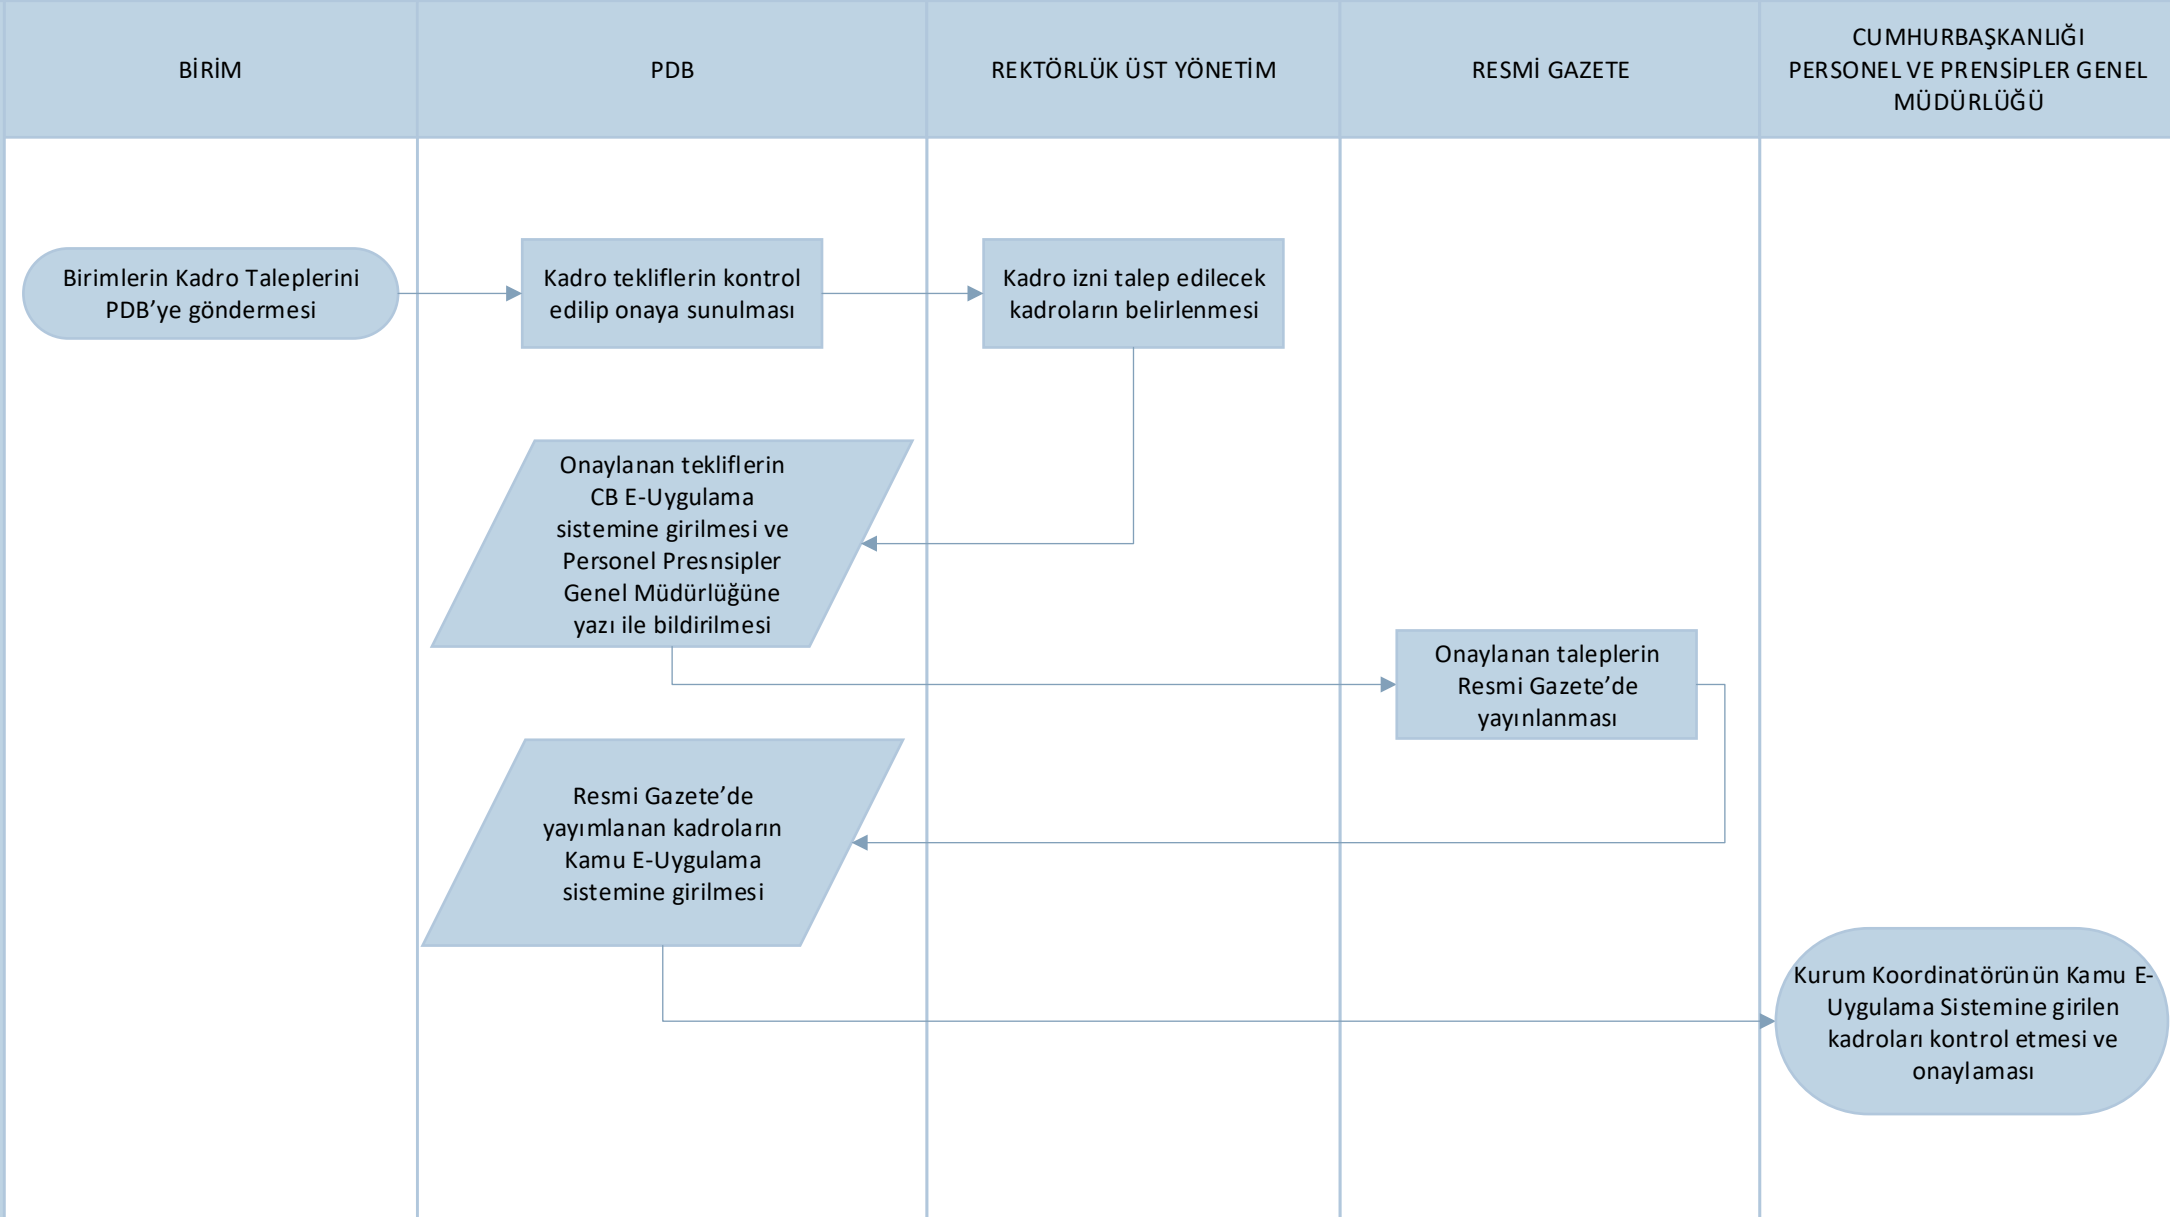 BİRİM
PDB
REKTÖRLÜK ÜST YÖNETİM
RESMİ GAZETE
CUMHURBAŞKANLIĞI
PERSONEL VE PRENSİPLER GENEL
MÜDÜRLÜĞÜ
Birimlerin Kadro Taleplerini
PDB’ye göndermesi
Kadro tekliflerin kontrol
edilip onaya sunulması
Kadro izni talep edilecek
kadroların belirlenmesi
Onaylanan tekliflerin
CB E-Uygulama
sistemine girilmesi ve
Personel Presnsipler
Genel Müdürlüğüne
yazı ile bildirilmesi
Onaylanan taleplerin
Resmi Gazete’de
yayınlanması
Resmi Gazete’de
yayımlanan kadroların
Kamu E-Uygulama
sistemine girilmesi
Kurum Koordinatörünün Kamu E-
Uygulama Sistemine girilen
kadroları kontrol etmesi ve
onaylaması